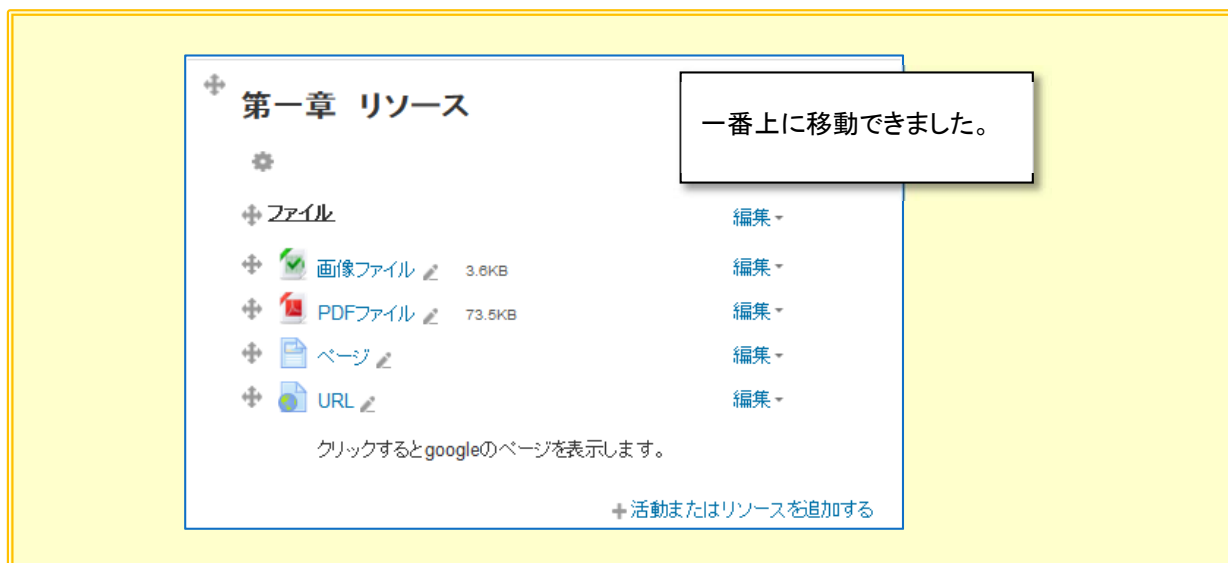 第一章 リソース
一番上に移動できました。
ファイル 編集
画像ファイル 3.6KB 編集
PDFファイル 73.5KB 編集
ページ 編集
URL 編集
クリックするとgoogleのページを表示します。
+活動またはリソースを追加する